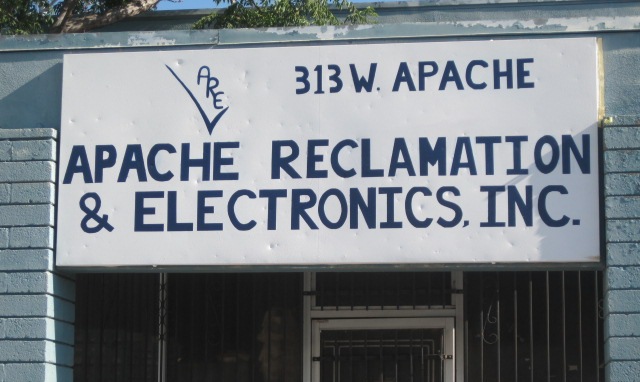 ARE
313 W. APACHE
APACHE RECLAMATION
& ELECTRONICS, INC.